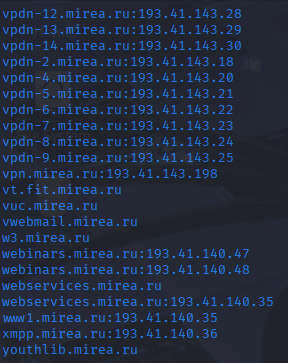 vpdn-12.mirea.ru:193.41.143.28
vpdn-13.mirea.ru:193.41.143.29
vpdn-14.mirea.ru:193.41.143.30
vpdn-2.mirea.ru:193.41.143.18
vpdn-4.mirea.ru:193.41.143.20
vpdn-5.mirea.ru:193.41.143.21
vpdn-6.mirea.ru:193.41.143.22
vpdn-7.mirea.ru:193.41.143.23
vpdn-8.mirea.ru:193.41.143.24
vpdn-9.mirea.ru:193.41.143.25
vpn.mirea.ru:193.41.143.198
vt.fit.mirea.ru
vuc.mirea.ru
vwebmail.mirea.ru
w3.mirea.ru
webinars.mirea.ru:193.41.140.47
webinars.mirea.ru:193.41.140.48
webservices.mirea.ru
webservices.mirea.ru:193.41.140.35
www1.mirea.ru:193.41.140.35
xmpp.mirea.ru:193.41.140.36
youthlib.mirea.ru